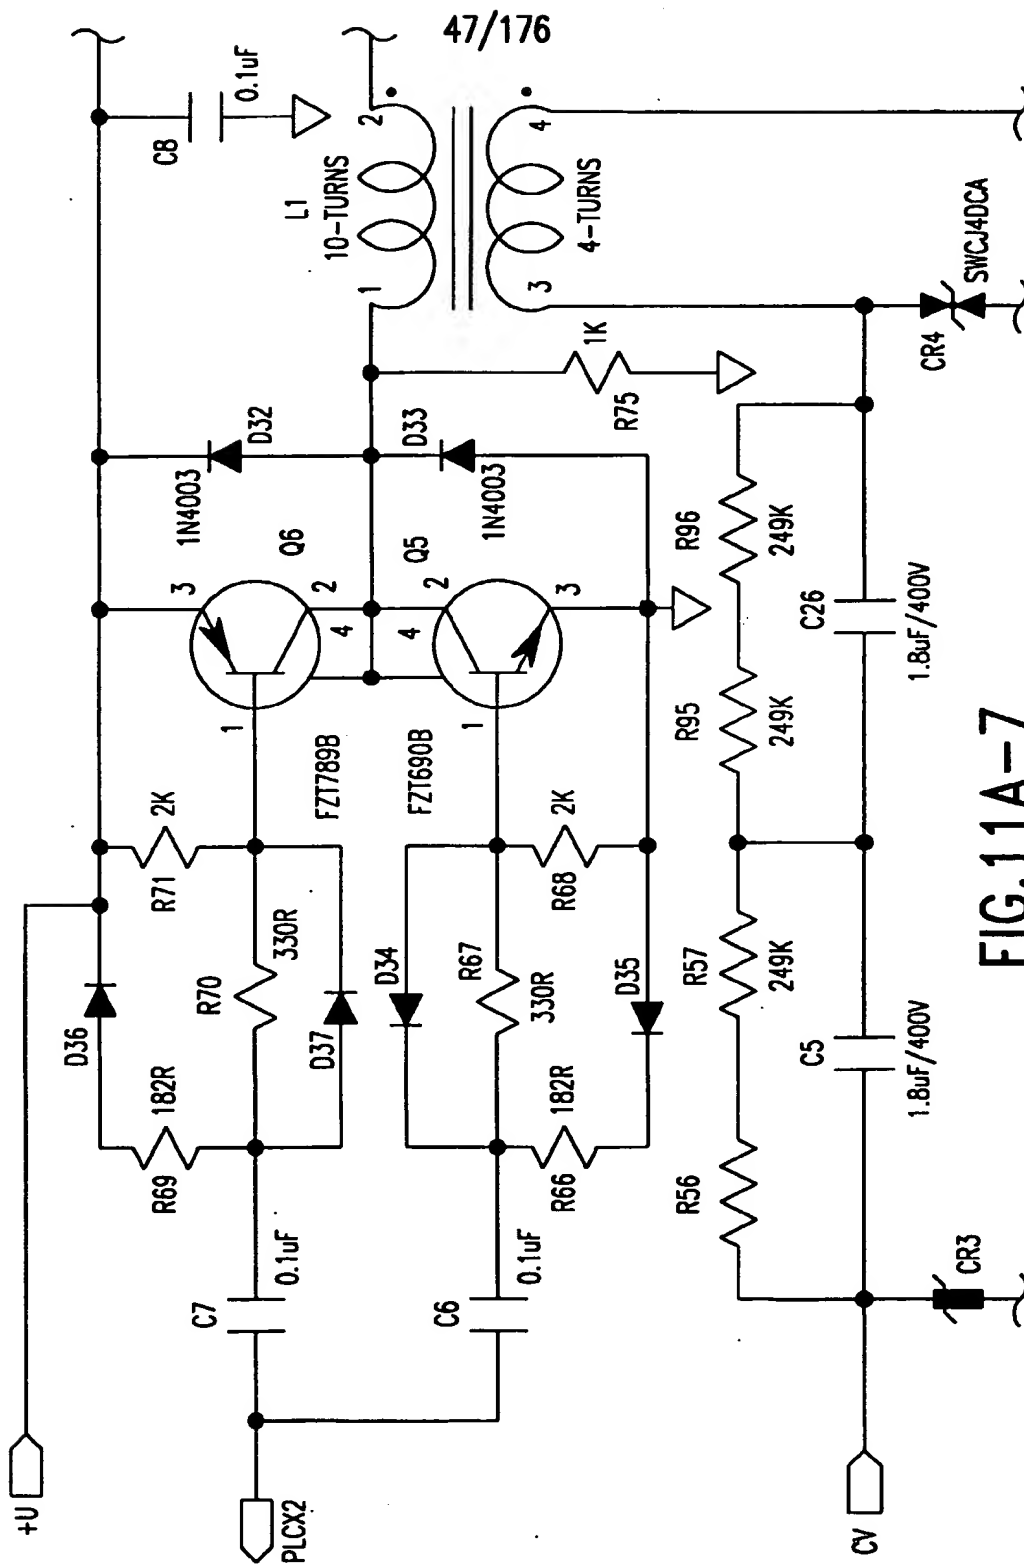 47/176
+U
PLCX2
CV
C7
0.1uF
C6
0.1uF
R69
182R
D36
R70
330R
D37
R71
2K
D34
R67
330R
R66
182R
D35
R68
2K
FZT789B
FZT690B
1
3
2
4
Q6
1
4
2
3
Q5
1N4003
D32
D33
1N4003
C8
0.1uF
L1
10-TURNS
1
2
3
4
4-TURNS
1K
R75
R56
R57
249K
R95
249K
R96
249K
C5
1.8uF/400V
C26
1.8uF/400V
CR3
CR4
SWCJ4DCA
FIG.11A-7